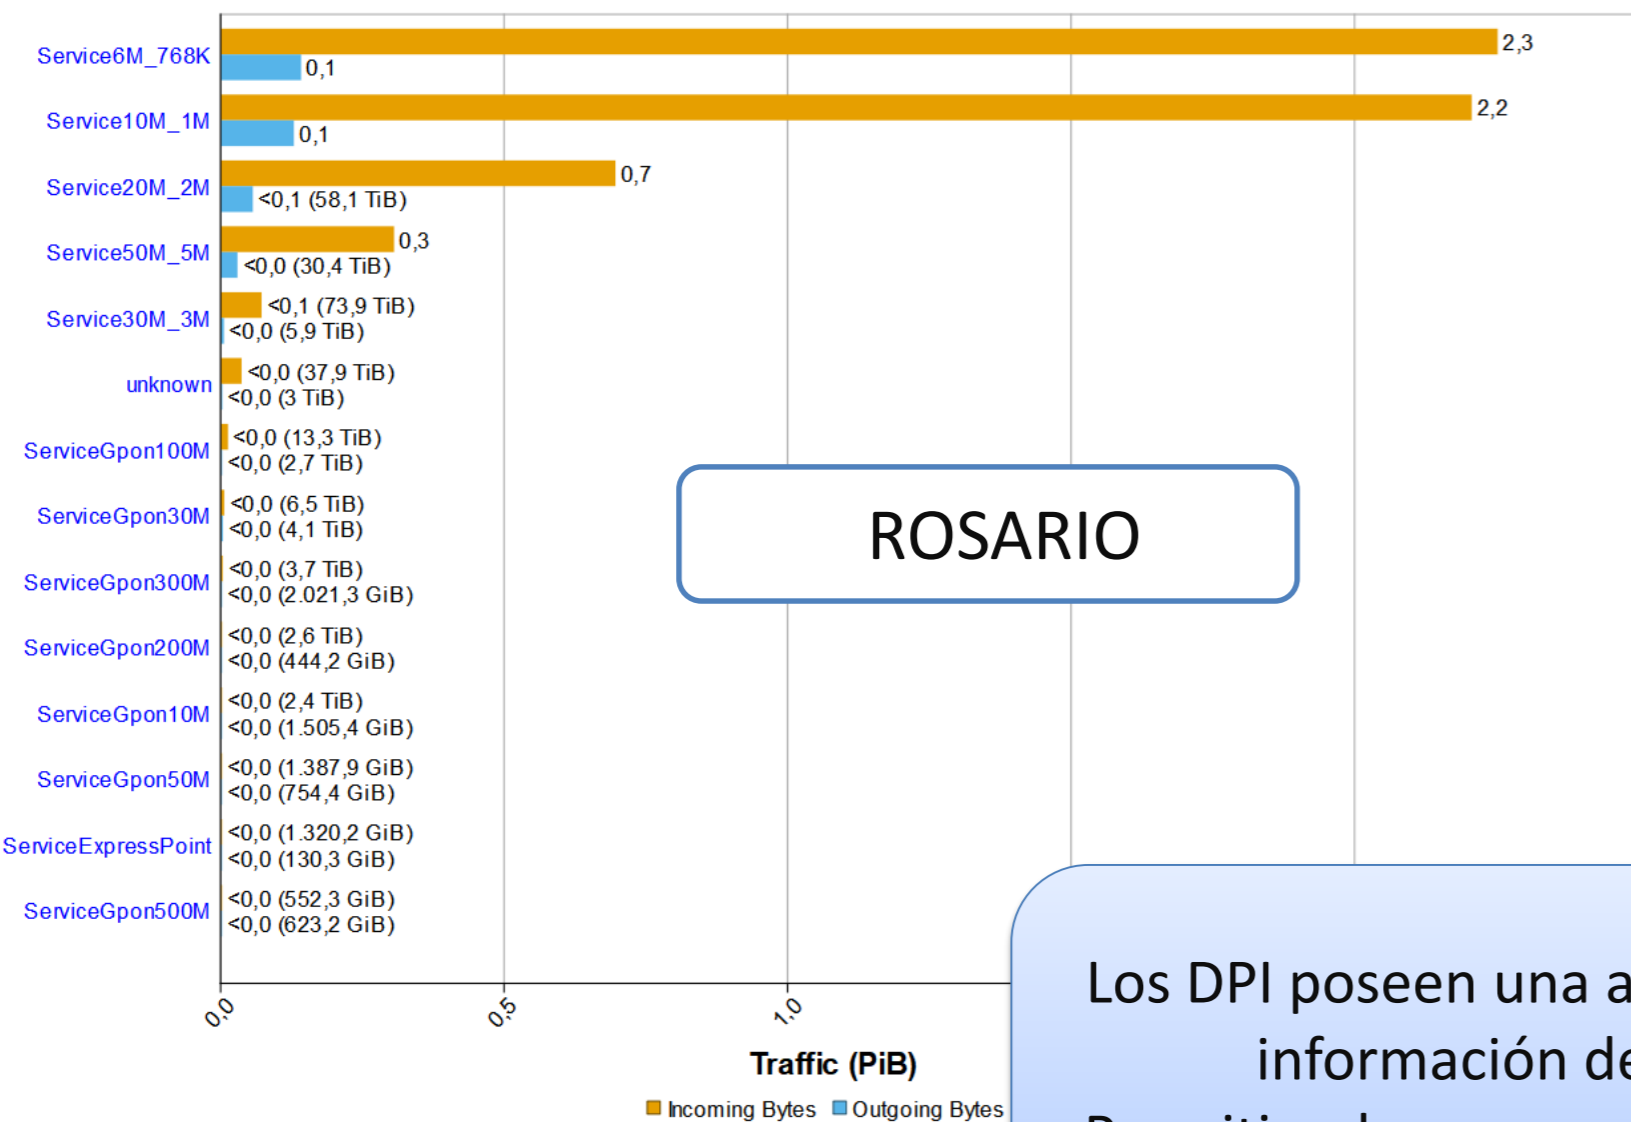 Service6M_768K
2,3
0,1
Service10M_1M
2,2
0,1
Service20M_2M
0,7
<0,1 (58,1 TiB)
Service50M_5M
0,3
<0,0 (30,4 TiB)
Service30M_3M
<0,1 (73,9 TiB)
<0,0 (5,9 TiB)
unknown
<0,0 (37,9 TiB)
<0,0 (3 TiB)
ServiceGpon100M
<0,0 (13,3 TiB)
<0,0 (2,7 TiB)
ServiceGpon30M
<0,0 (6,5 TiB)
<0,0 (4,1 TiB)
ServiceGpon300M
<0,0 (3,7 TiB)
<0,0 (2.021,3 GiB)
ServiceGpon200M
<0,0 (2,6 TiB)
<0,0 (444,2 GiB)
ServiceGpon10M
<0,0 (2,4 TiB)
<0,0 (1.505,4 GiB)
ServiceGpon50M
<0,0 (1.387,9 GiB)
<0,0 (754,4 GiB)
ServiceExpressPoint
<0,0 (1.320,2 GiB)
<0,0 (130,3 GiB)
ServiceGpon500M
<0,0 (552,3 GiB)
<0,0 (623,2 GiB)
ROSARIO
0,0
0,5
1,0
Traffic (PiB)
Incoming Bytes Outgoing Bytes
Los DPI poseen una a
información de